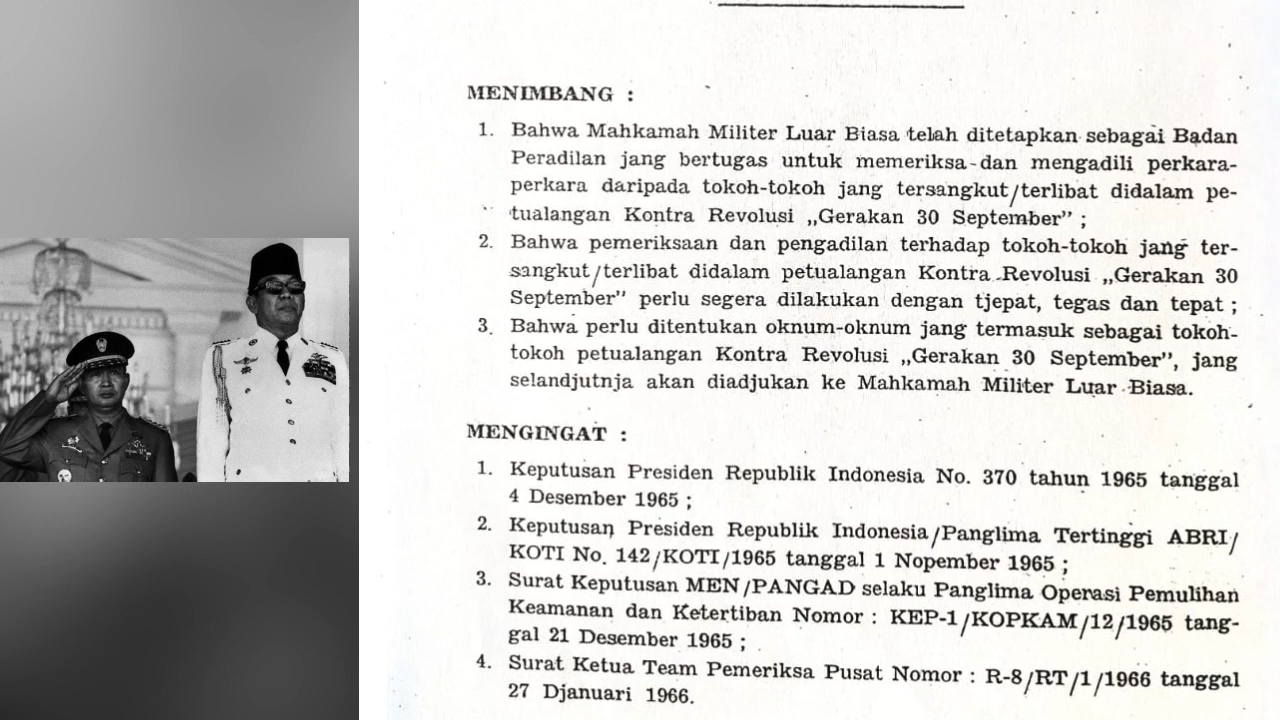 MENIMBANG :
1. Bahwa Mahkamah Militer Luar Biasa telah ditetapkan sebagai Badan
Peradilan jang bertugas untuk memeriksa dan mengadili perkara-
perkara daripada tokoh-tokoh jang tersangkut/terlibat didalam pe-
tualangan Kontra Revolusi „Gerakan 30 September” ;
2. Bahwa pemeriksaan dan pengadilan terhadap tokoh-tokoh jang ter-
sangkut/terlibat didalam petualangan Kontra Revolusi „Gerakan 30
September” perlu segera dilakukan dengan tjepat, tegas dan tepat ;
3. Bahwa perlu ditentukan oknum-oknum jang termasuk sebagai tokoh-
tokoh petualangan Kontra Revolusi „Gerakan 30 September”, jang
selandjutnja akan diadjukan ke Mahkamah Militer Luar Biasa.
MENGINGAT :
1. Keputusan Presiden Republik Indonesia No. 370 tahun 1965 tanggal
4 Desember 1965 ;
2. Keputusan Presiden Republik Indonesia/Panglima Tertinggi ABRI/
KOTI No. 142/KOTI/1965 tanggal 1 Nopember 1965 ;
3. Surat Keputusan MEN/PANGAD selaku Panglima Operasi Pemulihan
Keamanan dan Ketertiban Nomor : KEP-1/KOPKAM/12/1965 tang-
gal 21 Desember 1965 ;
4. Surat Ketua Team Pemeriksa Pusat Nomor : R-8/RT/1/1966 tanggal
27 Djanuari 1966.